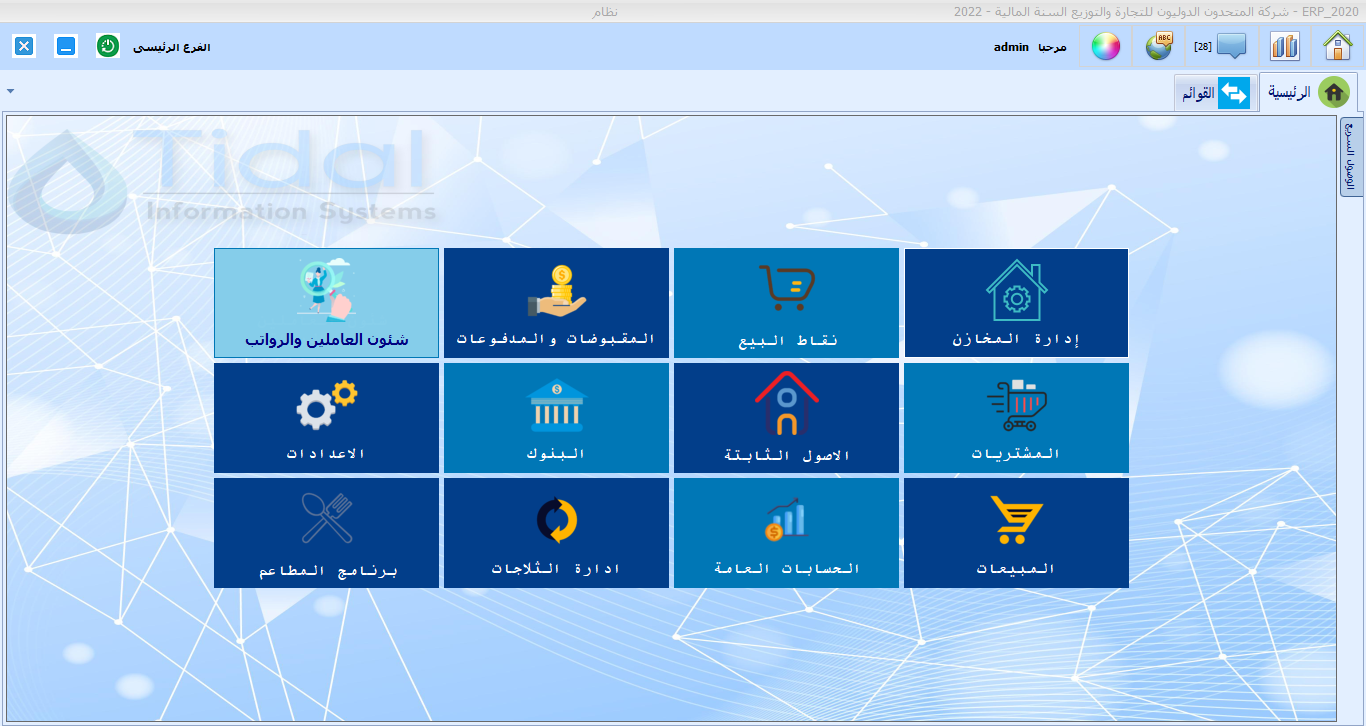 ERP_2020 - شركة المتحدون الدوليون للتجارة والتوزيع السنة المالية - 2022
نظام
[28]
ABC
مرحبا admin
الفرع الرئيسى
الرئيسية
القوائم
الوصول السريع
Tidal
Information Systems
إدارة المخازن
نقاط البيع
المقبوضات والمدفوعات
شئون العاملين والرواتب
المشتريات
الاصول الثابتة
البنوك
الاعدادات
المبيعات
الحسابات العامة
ادارة الثلاجات
برنامج المطاعم